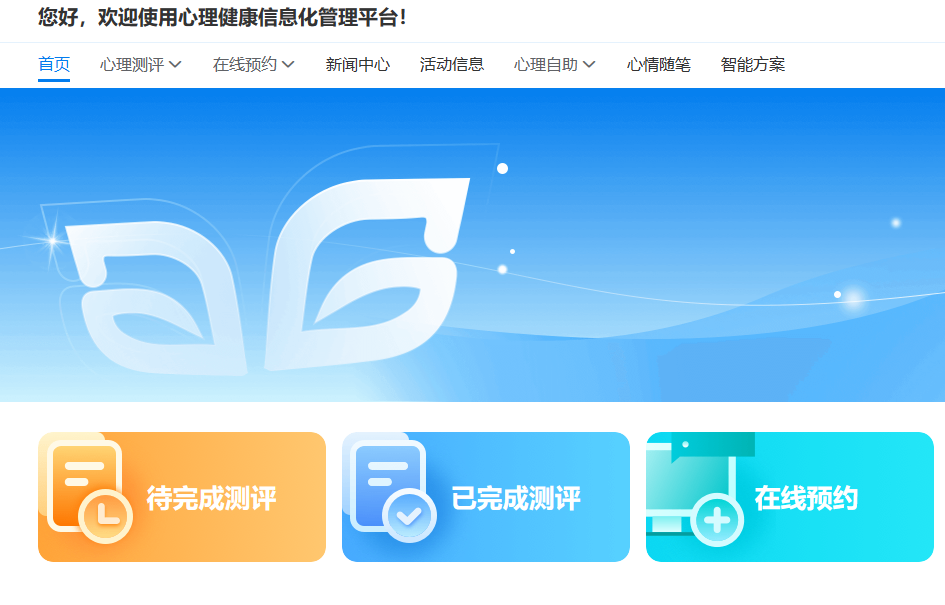 您好，欢迎使用心理健康信息化管理平台！
首页 心理测评 在线预约 新闻中心 活动信息 心理自助 心情随笔 智能方案
待完成测评 已完成测评 在线预约